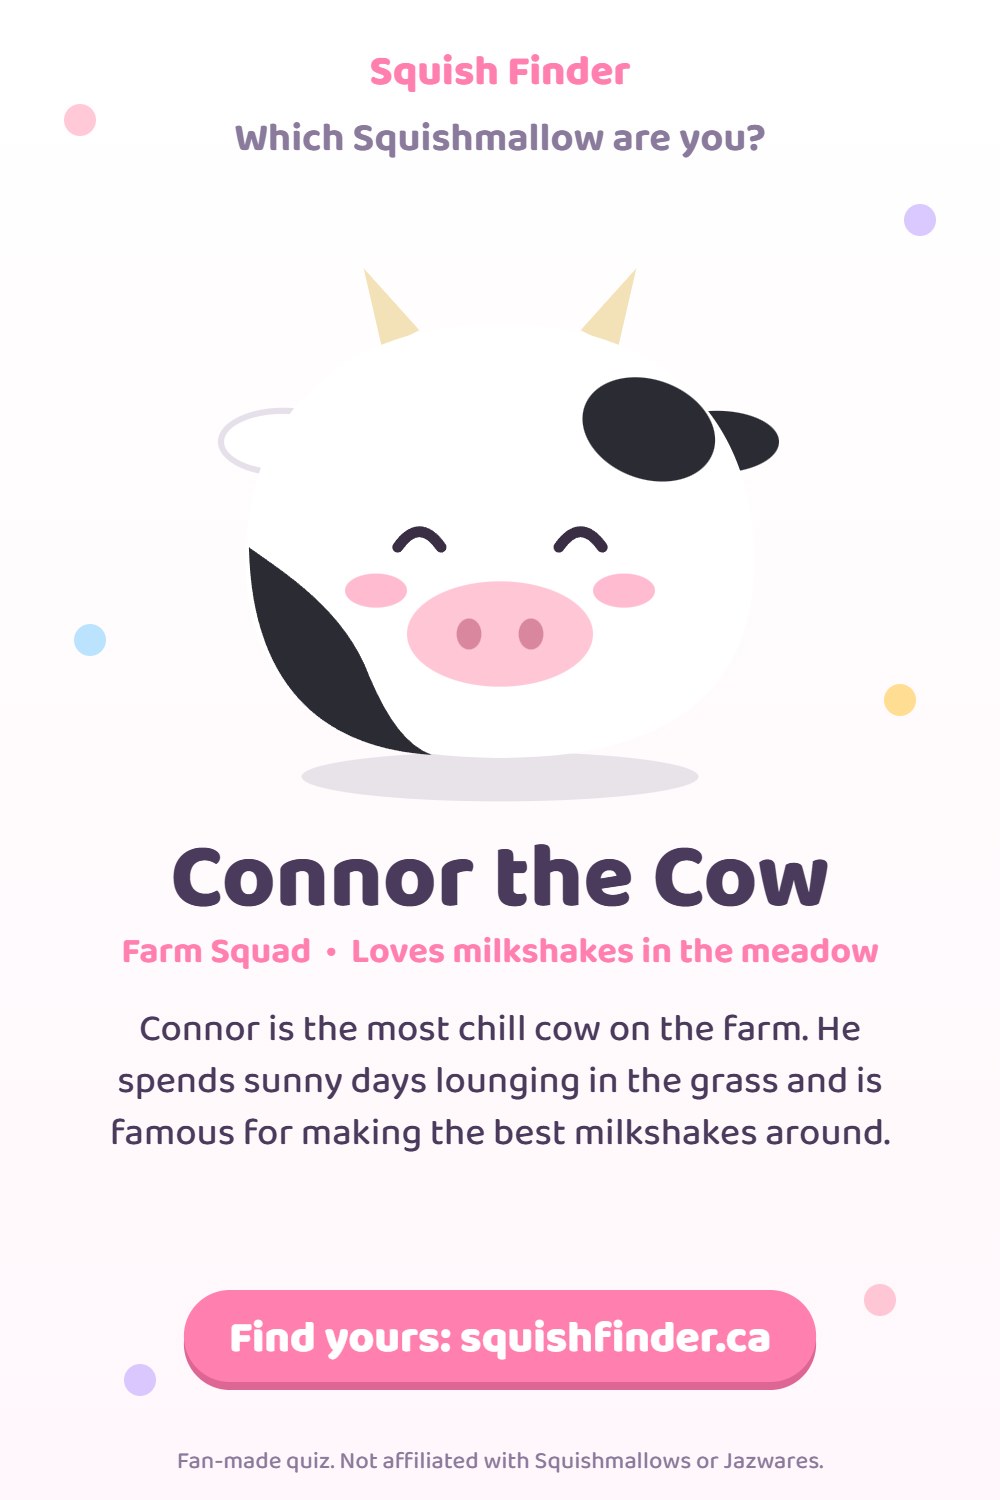 Squish Finder
Which Squishmallow are you?
Connor the Cow
Farm Squad • Loves milkshakes in the meadow
Connor is the most chill cow on the farm. He
spends sunny days lounging in the grass and is
famous for making the best milkshakes around.
Find yours: squishfinder.ca
Fan-made quiz. Not affiliated with Squishmallows or Jazwares.